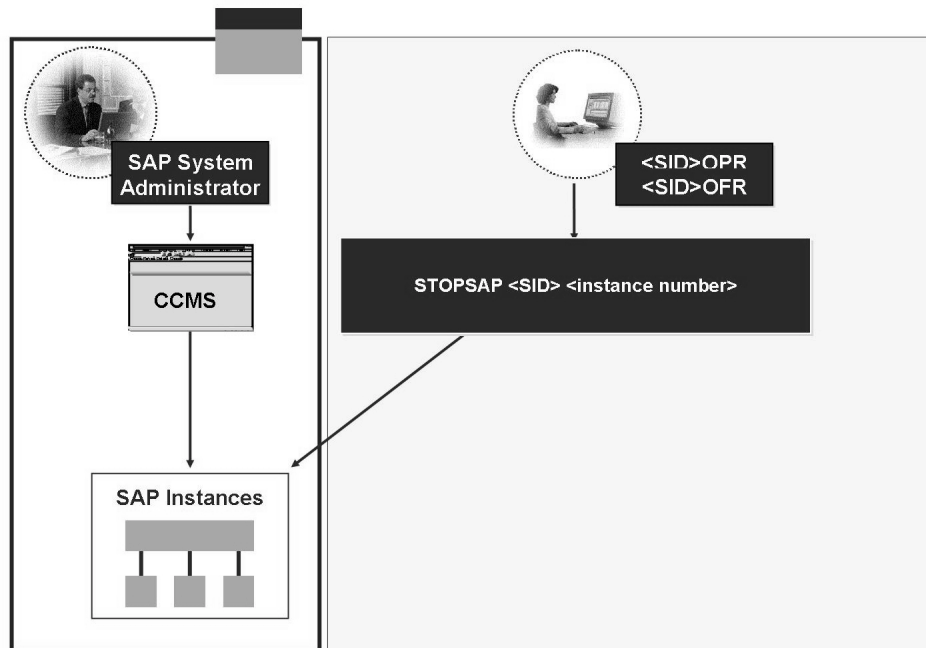 SAP System
Administrator
CCMS
SAP Instances
<SID>OPR
<SID>OFR
STOPSAP <SID> <instance number>